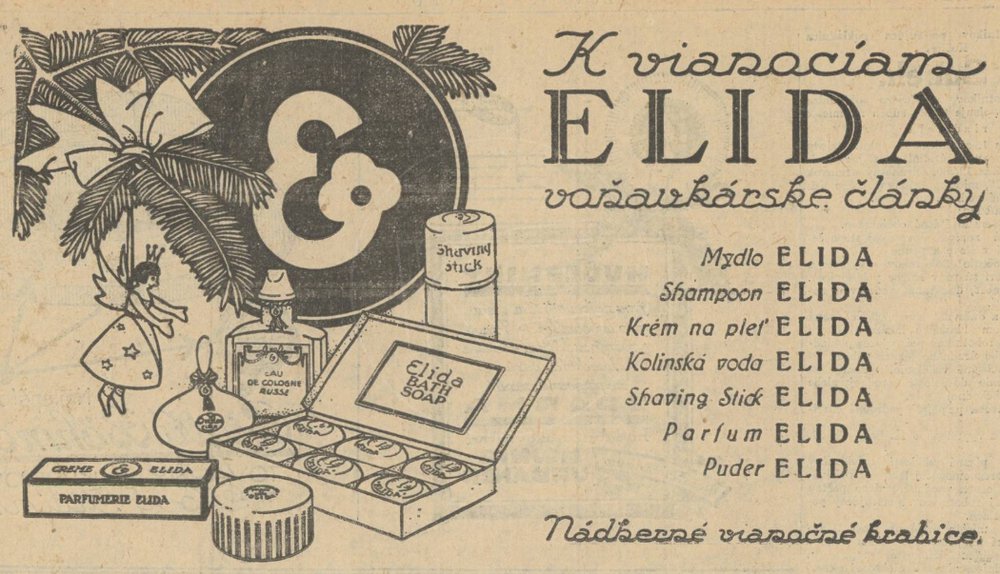 K vianociam
ELIDA
voňavkárske články
Mydlo ELIDA
Shampoon ELIDA
Krém na pleť ELIDA
Kolinská voda ELIDA
Shaving Stick ELIDA
Parfum ELIDA
Puder ELIDA
Nádherné vianočné krabice.
Shaving
Stick
EAU
DE COLOGNE
RUSSE
Elida
BATH
SOAP
CREME ELIDA
PARFUMERIE ELIDA